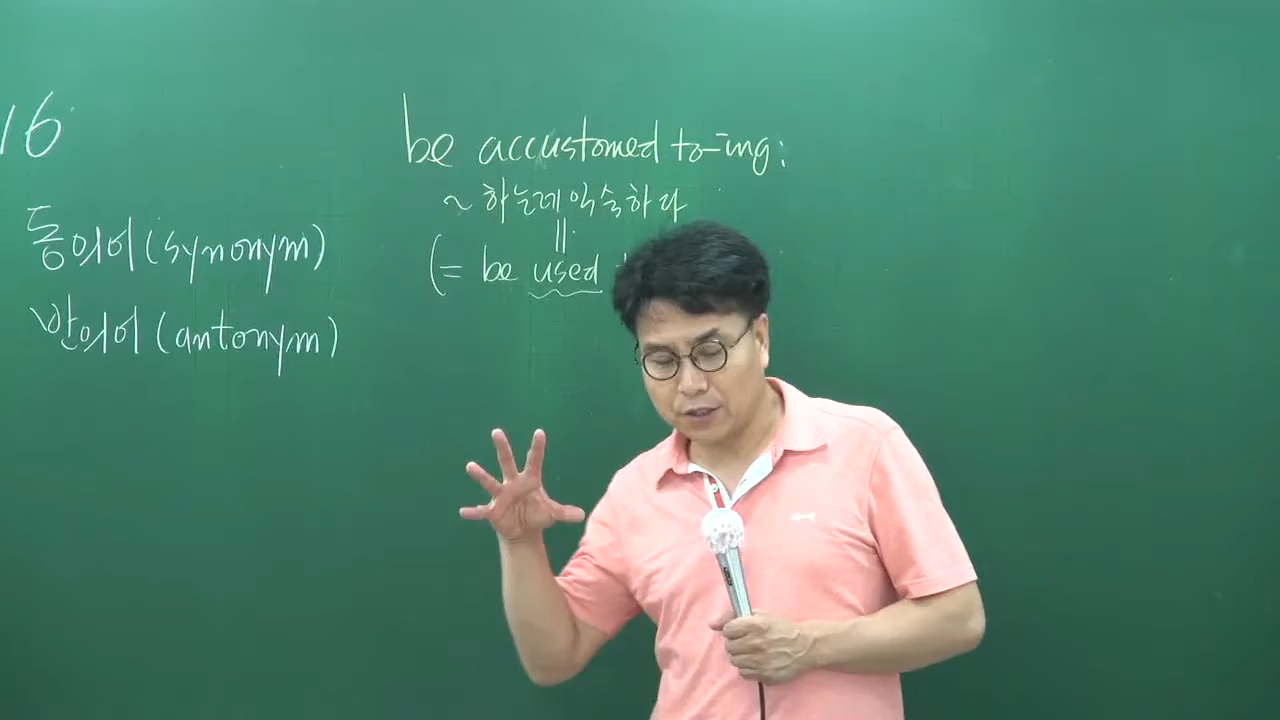 16
동의어(synonym)
반의어(antonym)
be accustomed to-ing:
~하는데 익숙하다
=
(= be used